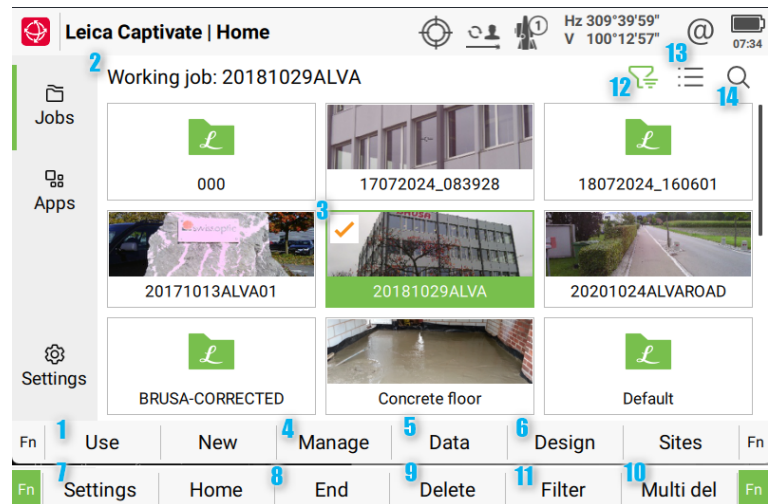 Leica Captivate | Home
1
Hz 309°39'59"
V 100°12'57"
@
07:34
2
Working job: 20181029ALVA
12
13
14
Jobs
Apps
Settings
000
17072024_083928
18072024_160601
3
20171013ALVA01
20181029ALVA
20201024ALVAROAD
BRUSA-CORRECTED
Concrete floor
Default
Fn
1
Use
New
4
Manage
5
Data
6
Design
Sites
Fn
Fn
7
Settings
Home
8
End
9
Delete
11
Filter
10
Multi del
Fn